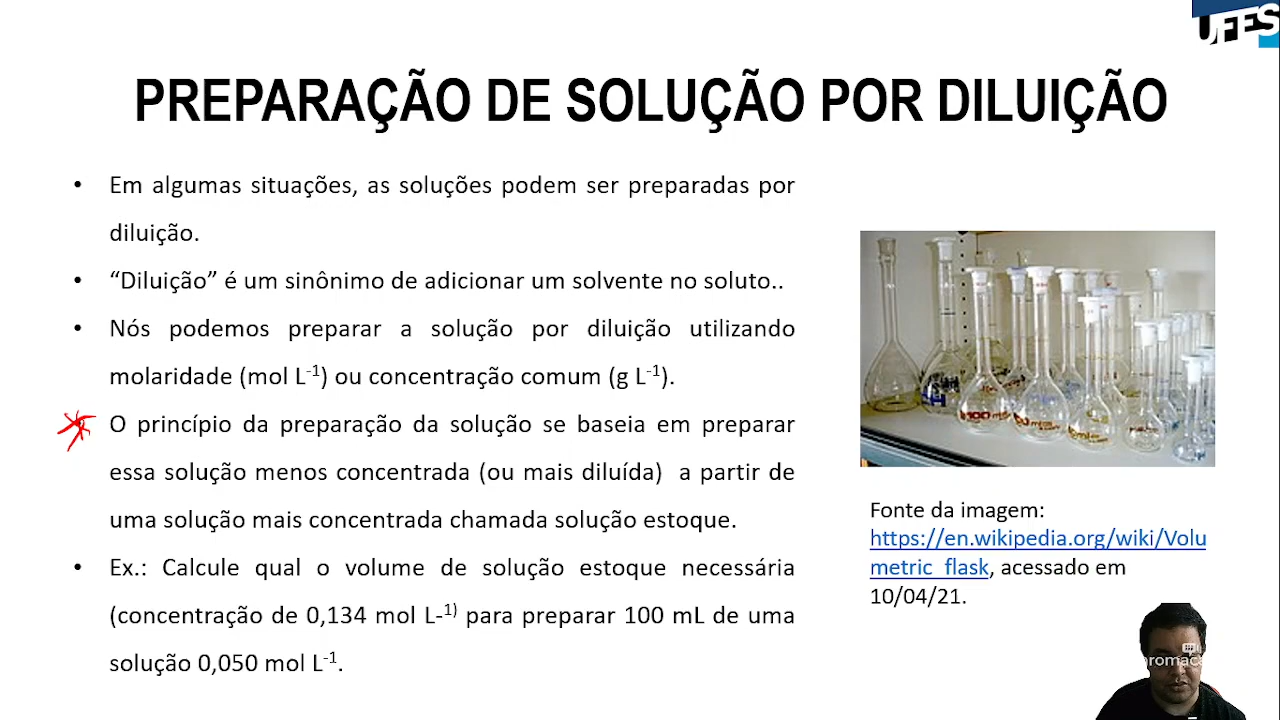 UFES
PREPARAÇÃO DE SOLUÇÃO POR DILUIÇÃO
• Em algumas situações, as soluções podem ser preparadas por
diluição.
• “Diluição” é um sinônimo de adicionar um solvente no soluto..
• Nós podemos preparar a solução por diluição utilizando
molaridade (mol L-1) ou concentração comum (g L-1).
O princípio da preparação da solução se baseia em preparar
essa solução menos concentrada (ou mais diluída) a partir de
uma solução mais concentrada chamada solução estoque.
• Ex.: Calcule qual o volume de solução estoque necessária
(concentração de 0,134 mol L-1) para preparar 100 mL de uma
solução 0,050 mol L-1.
Fonte da imagem:
https://en.wikipedia.org/wiki/Volu
metric_flask, acessado em
10/04/21.